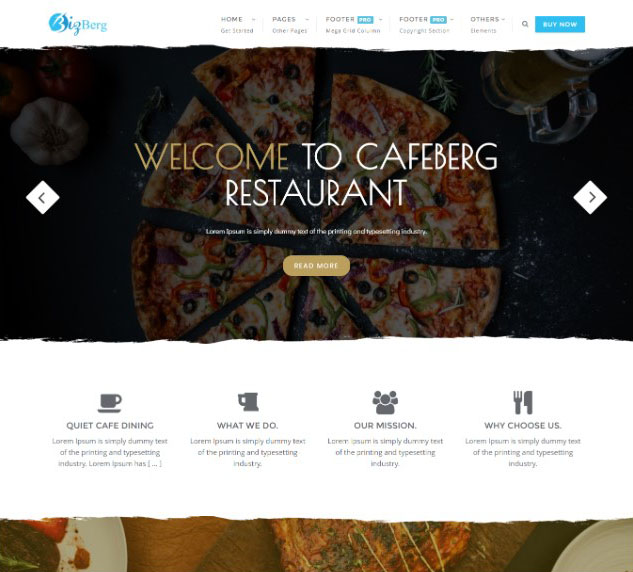 BizBerg
HOME PAGES FOOTER PRO FOOTER PRO OTHERS BUY NOW
Get Started Other Pages Mega Grid Column Copyright Section Elements
WELCOME TO CAFEBERG
RESTAURANT
Lorem Ipsum is simply dummy text of the printing and typesetting industry.
READ MORE
QUIET CAFE DINING
Lorem Ipsum is simply dummy text
of the printing and typesetting
industry. Lorem Ipsum has [ ... ]
WHAT WE DO.
Lorem Ipsum is simply dummy text
of the printing and typesetting
industry.
OUR MISSION.
Lorem Ipsum is simply dummy text
of the printing and typesetting
industry.
WHY CHOOSE US.
Lorem Ipsum is simply dummy text
of the printing and typesetting
industry.